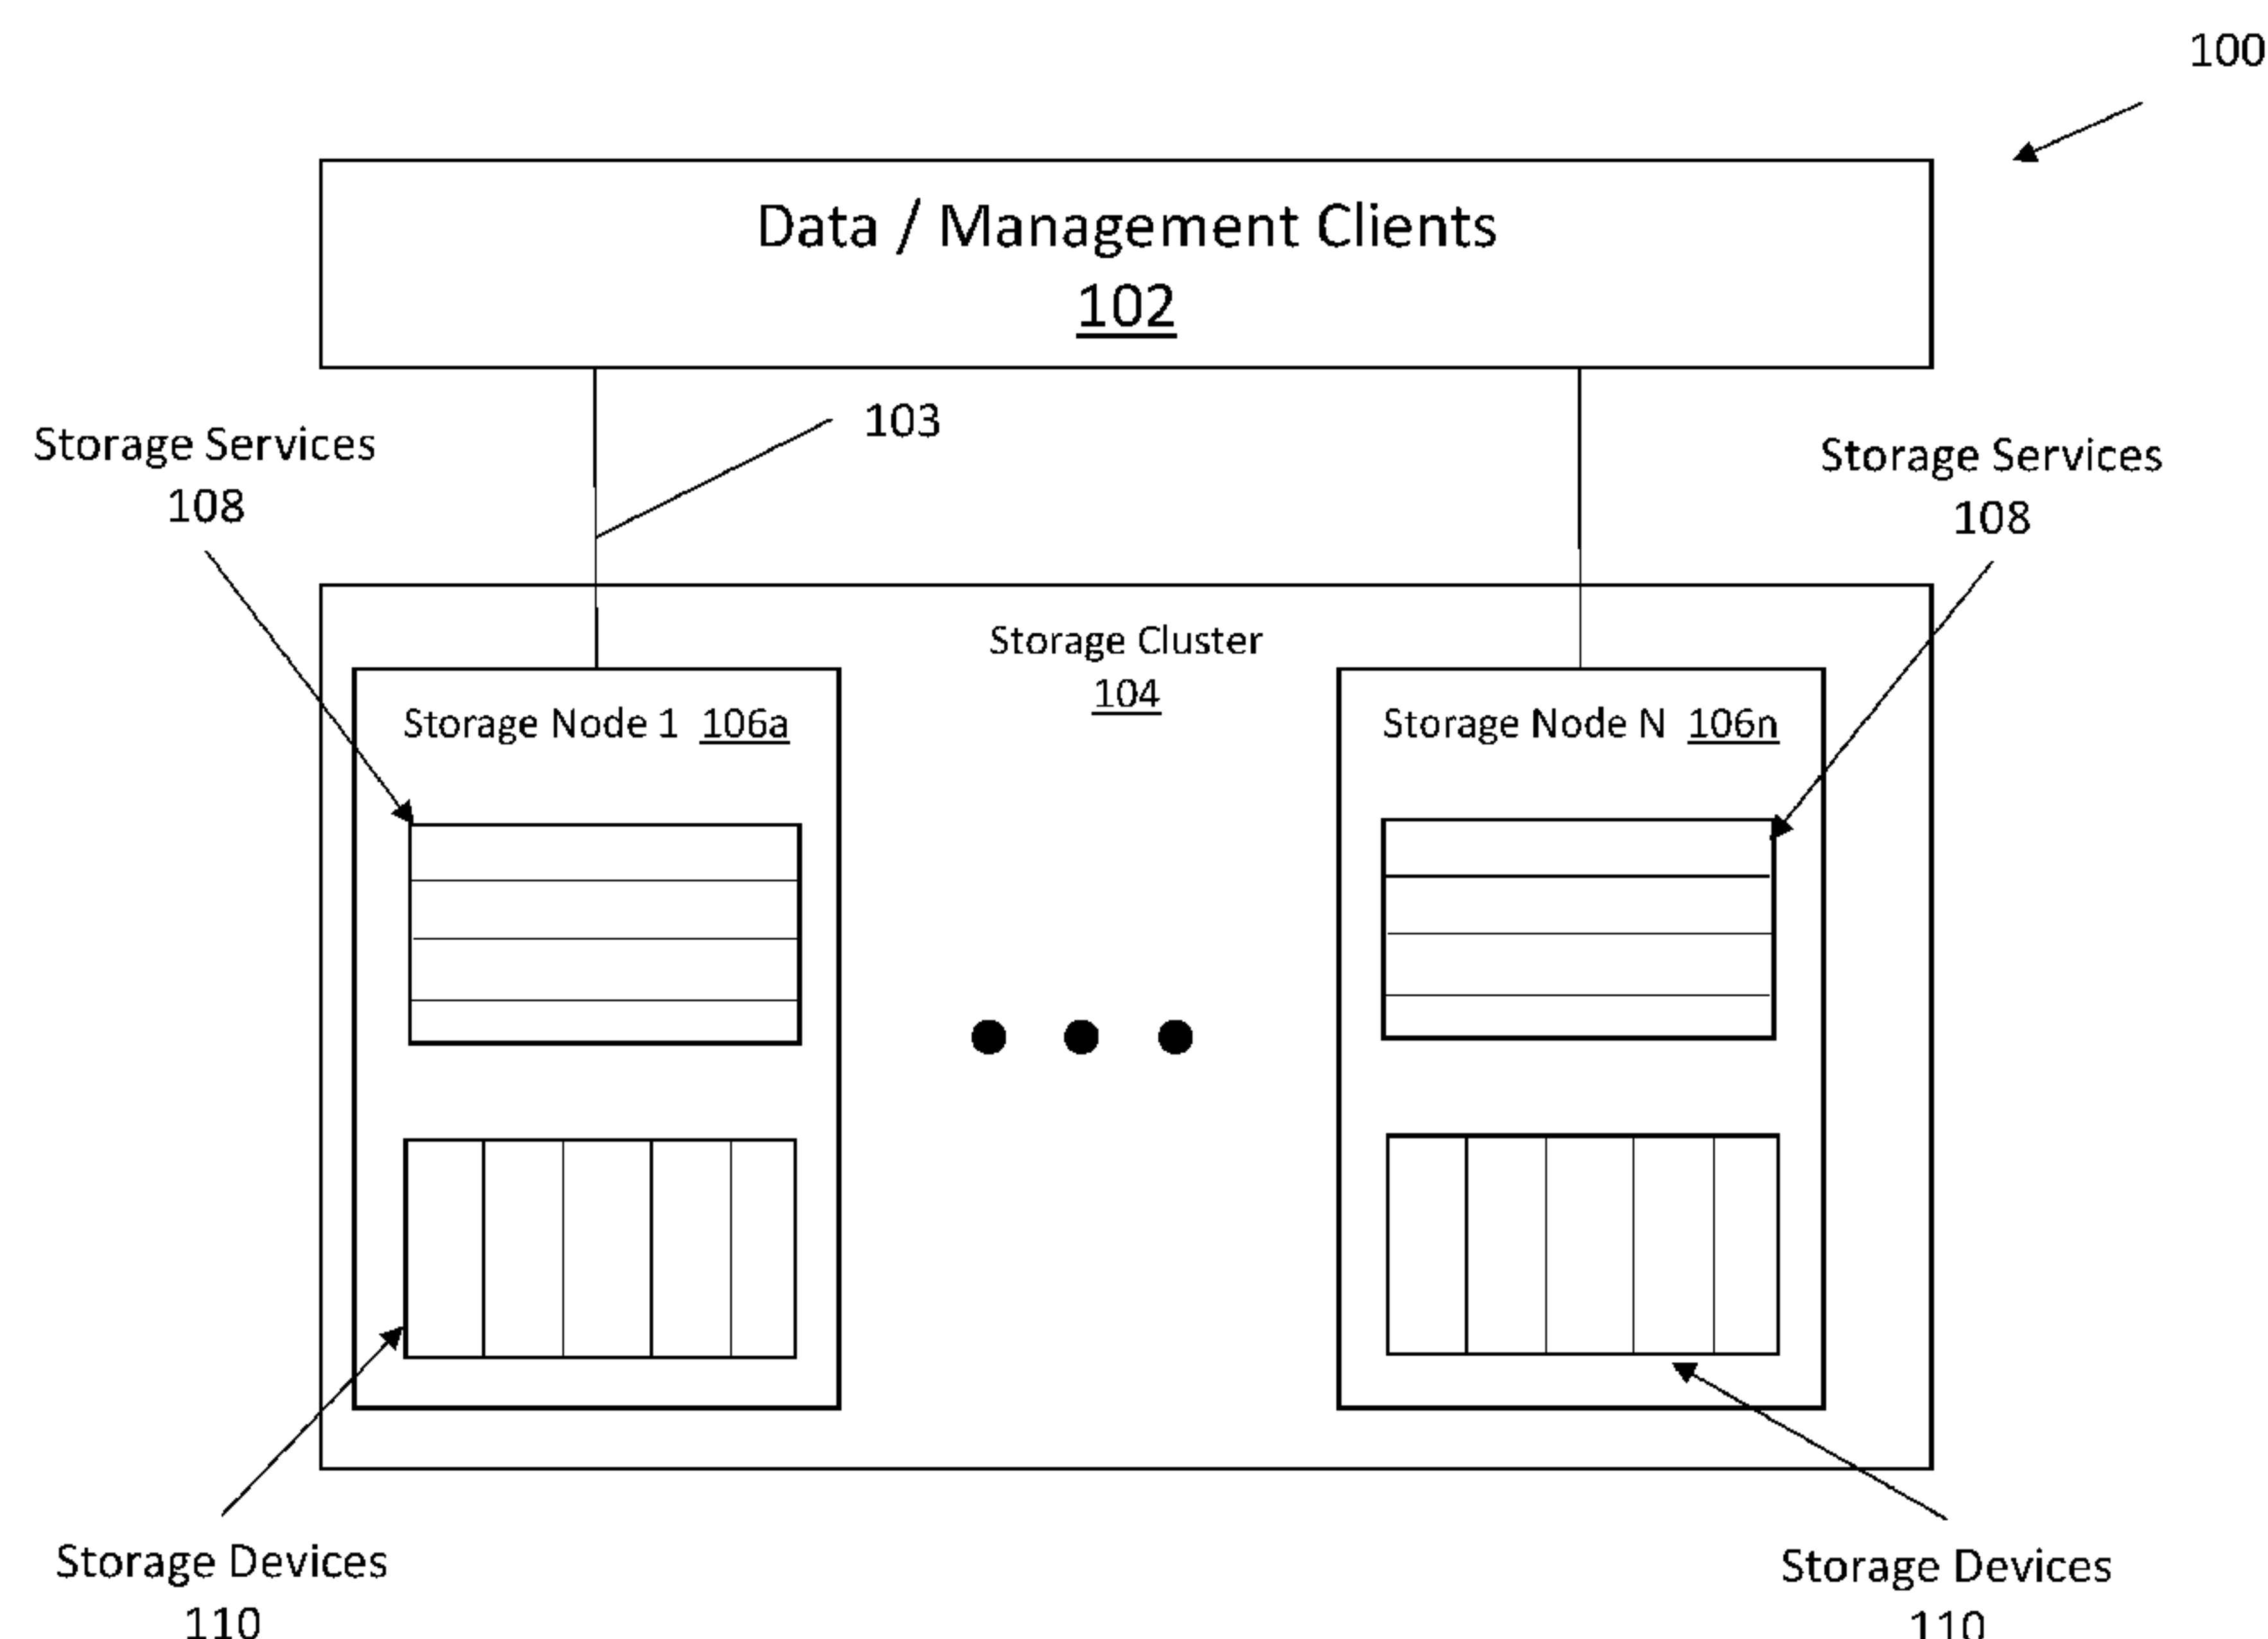 100
Data / Management Clients
102
103
Storage Services
108
Storage Services
108
Storage Cluster
104
Storage Node 1 106a
Storage Node N 106n
Storage Devices
110
Storage Devices
110